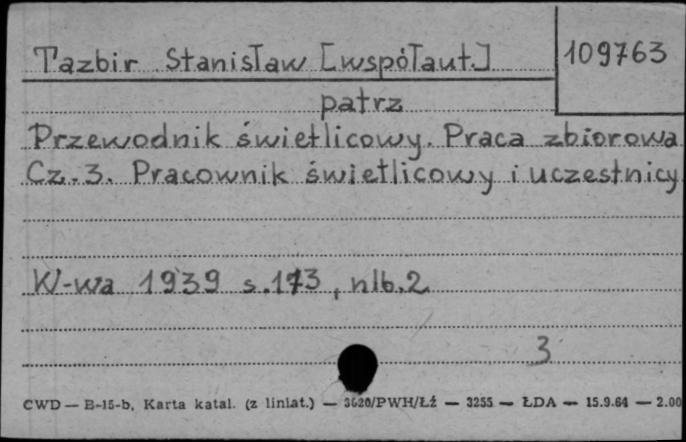 Tazbir Stanisław [współaut.]
109763
patrz
Przewodnik świetlicowy. Praca zbiorowa
Cz. 3. Pracownik świetlicowy i uczestnicy
W-wa 1939 s. 173, nlb. 2
3
CWD — B-15-b, Karta katal. (z liniat.) — 3620/PWH/Łź — 3255 — ŁDA — 15.9.64 — 2.00